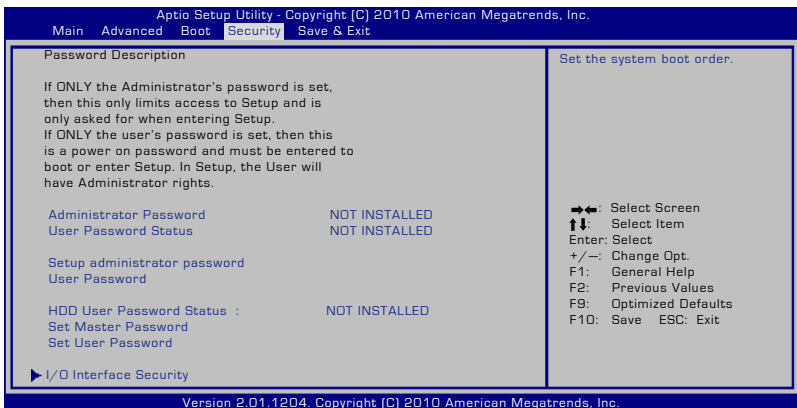 Aptio Setup Utility - Copyright (C) 2010 American Megatrends, Inc.
Main Advanced Boot Security Save & Exit
Password Description
If ONLY the Administrator's password is set,
then this only limits access to Setup and is
only asked for when entering Setup.
If ONLY the user's password is set, then this
is a power on password and must be entered to
boot or enter Setup. In Setup, the User will
have Administrator rights.
Administrator Password NOT INSTALLED
User Password Status NOT INSTALLED
Setup administrator password
User Password
HDD User Password Status : NOT INSTALLED
Set Master Password
Set User Password
I/O Interface Security
Set the system boot order.
→←: Select Screen
↑↓: Select Item
Enter: Select
+/—: Change Opt.
F1: General Help
F2: Previous Values
F9: Optimized Defaults
F10: Save ESC: Exit
Version 2.01.1204. Copyright (C) 2010 American Megatrends, Inc.